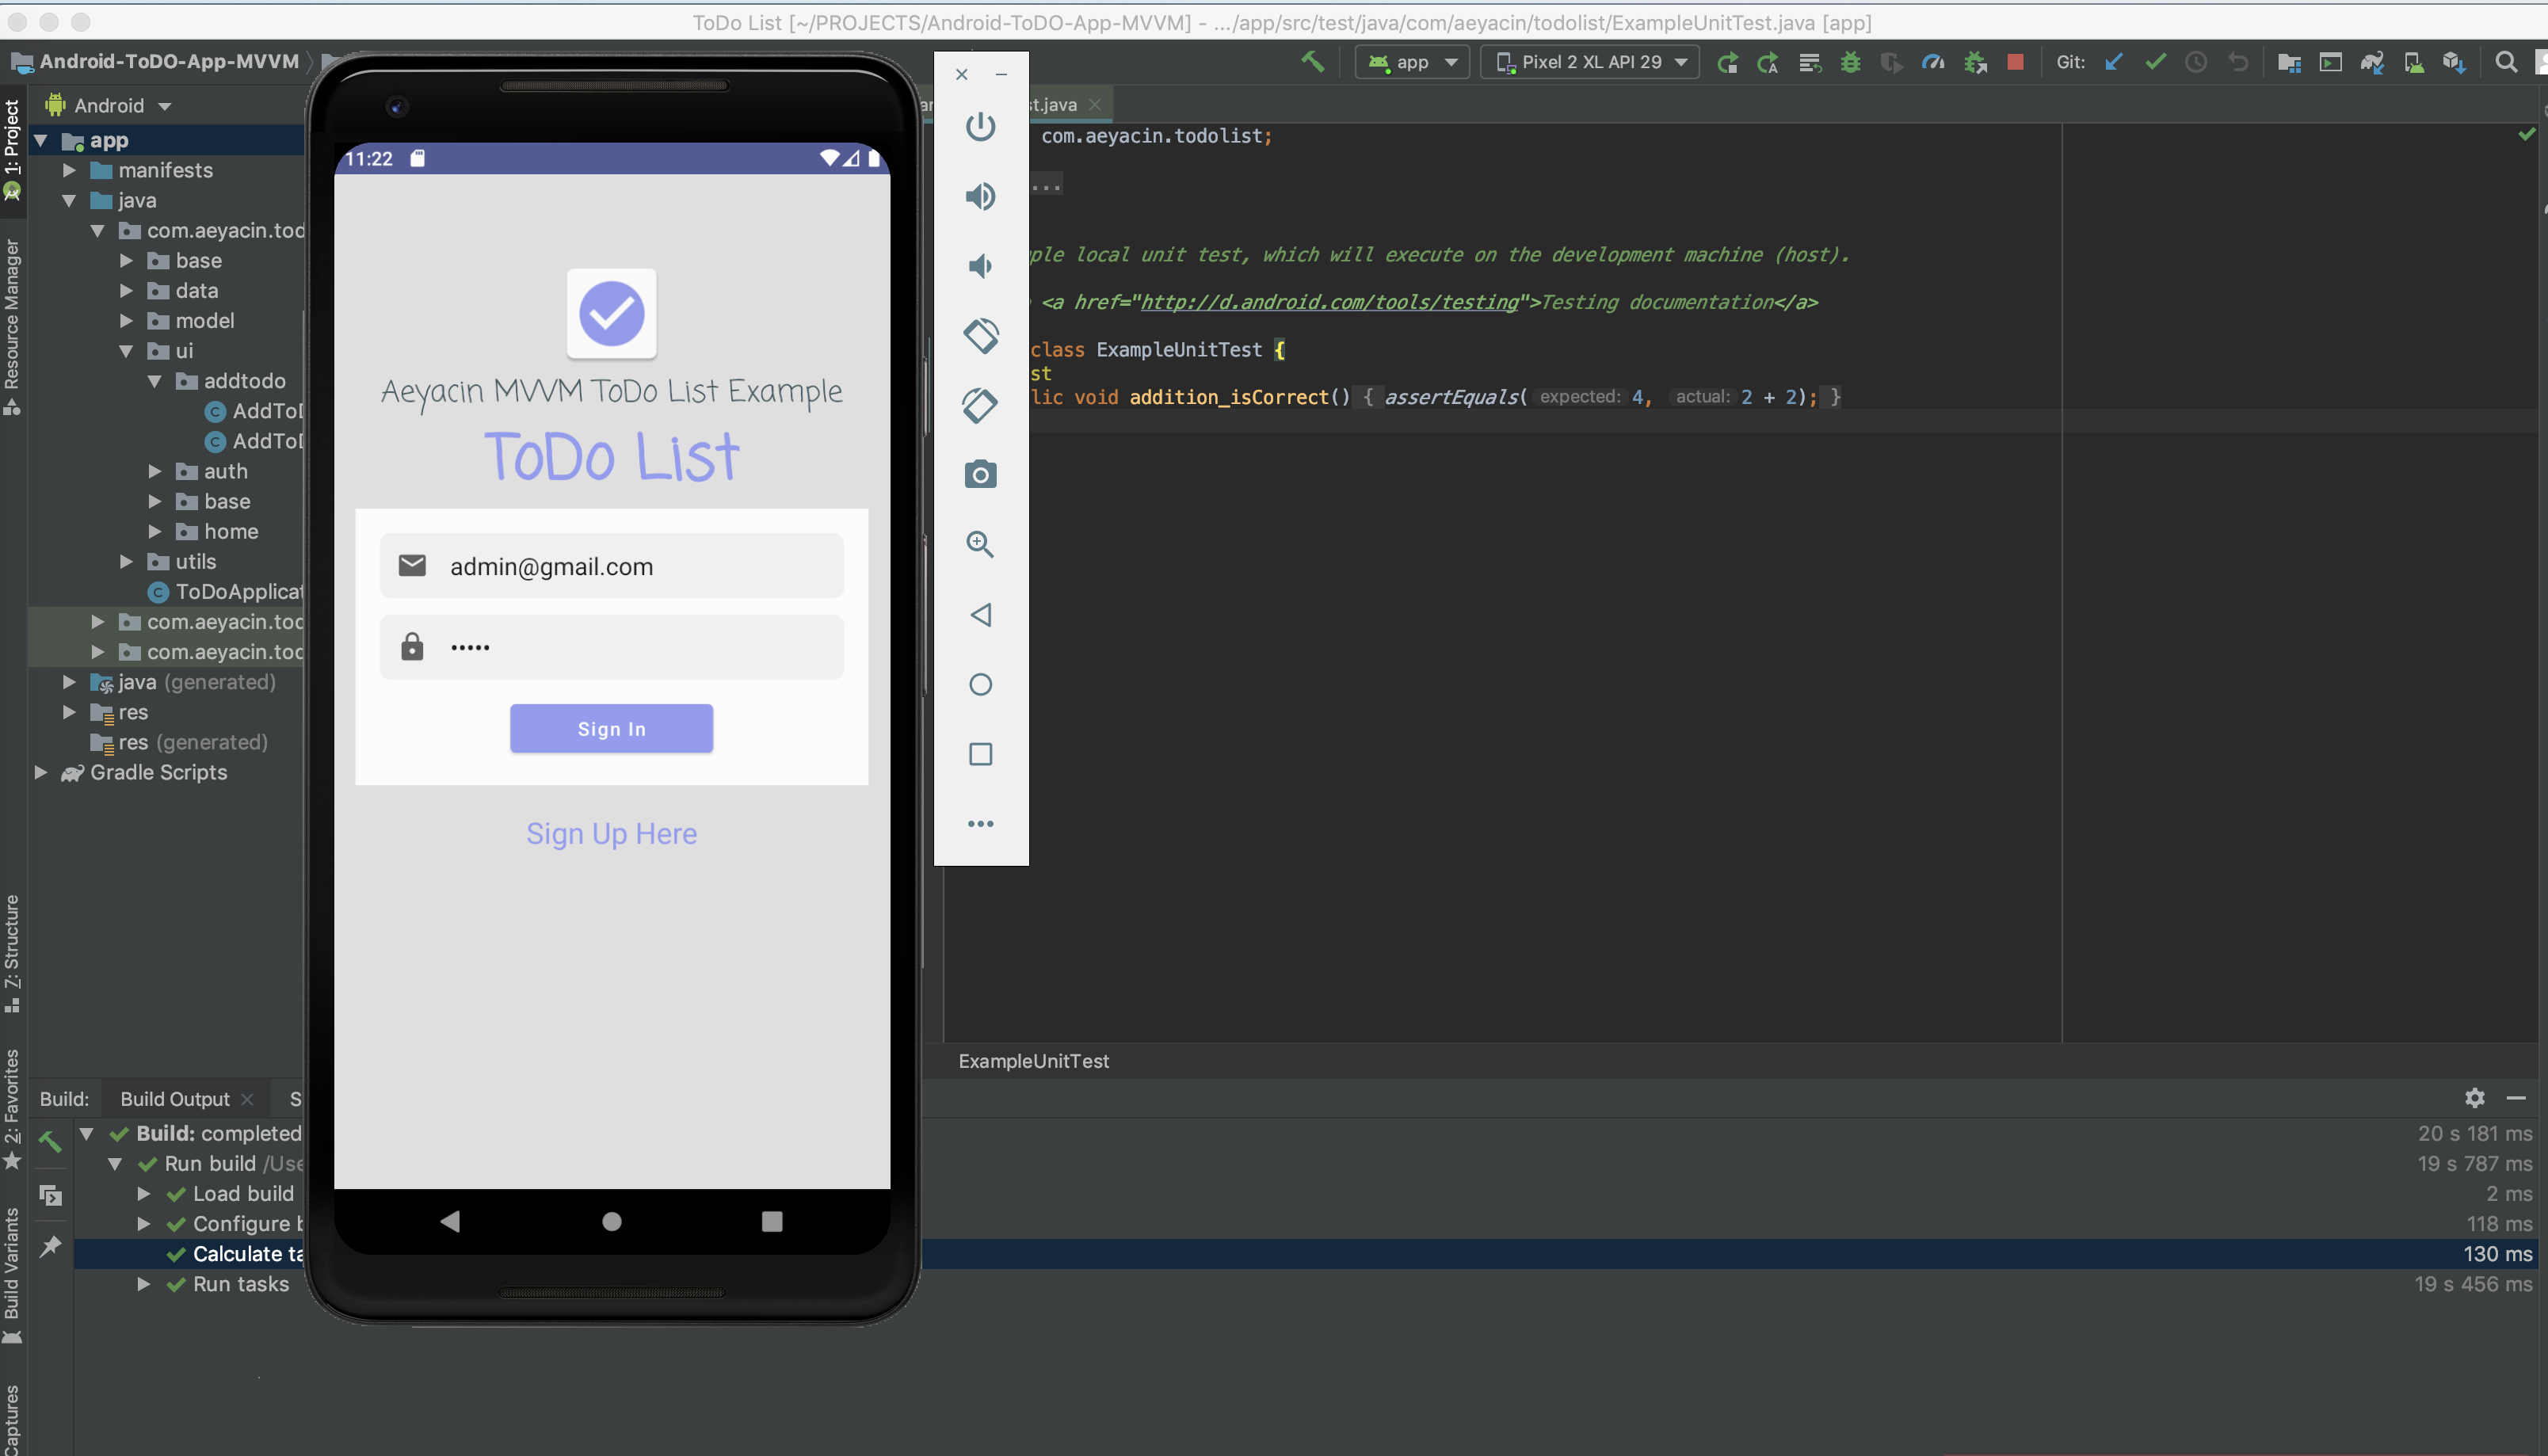 ToDo List [~/PROJECTS/Android-ToDO-App-MVVM] - .../app/src/test/java/com/aeyacin/todolist/ExampleUnitTest.java [app]
Android-ToDO-App-MVVM
app
Pixel 2 XL API 29
Git:
1: Project
Resource Manager
7: Structure
2: Favorites
Build Variants
Captures
Android
app
manifests
java
com.aeyacin.tod
base
data
model
ui
addtodo
AddToD
AddToD
auth
base
home
utils
ToDoApplicat
com.aeyacin.tod
com.aeyacin.tod
java (generated)
res
res (generated)
Gradle Scripts
11:22
Aeyacin MVVM ToDo List Example
ToDo List
admin@gmail.com
•••••
Sign In
Sign Up Here
st.java
com.aeyacin.todolist;
...
ple local unit test, which will execute on the development machine (host).
<a href="http://d.android.com/tools/testing">Testing documentation</a>
class ExampleUnitTest {
st
lic void addition_isCorrect() { assertEquals( expected: 4, actual: 2 + 2); }
ExampleUnitTest
Build: Build Output S
Build: completed 20 s 181 ms
Run build /Use 19 s 787 ms
Load build 2 ms
Configure b 118 ms
Calculate ta 130 ms
Run tasks 19 s 456 ms